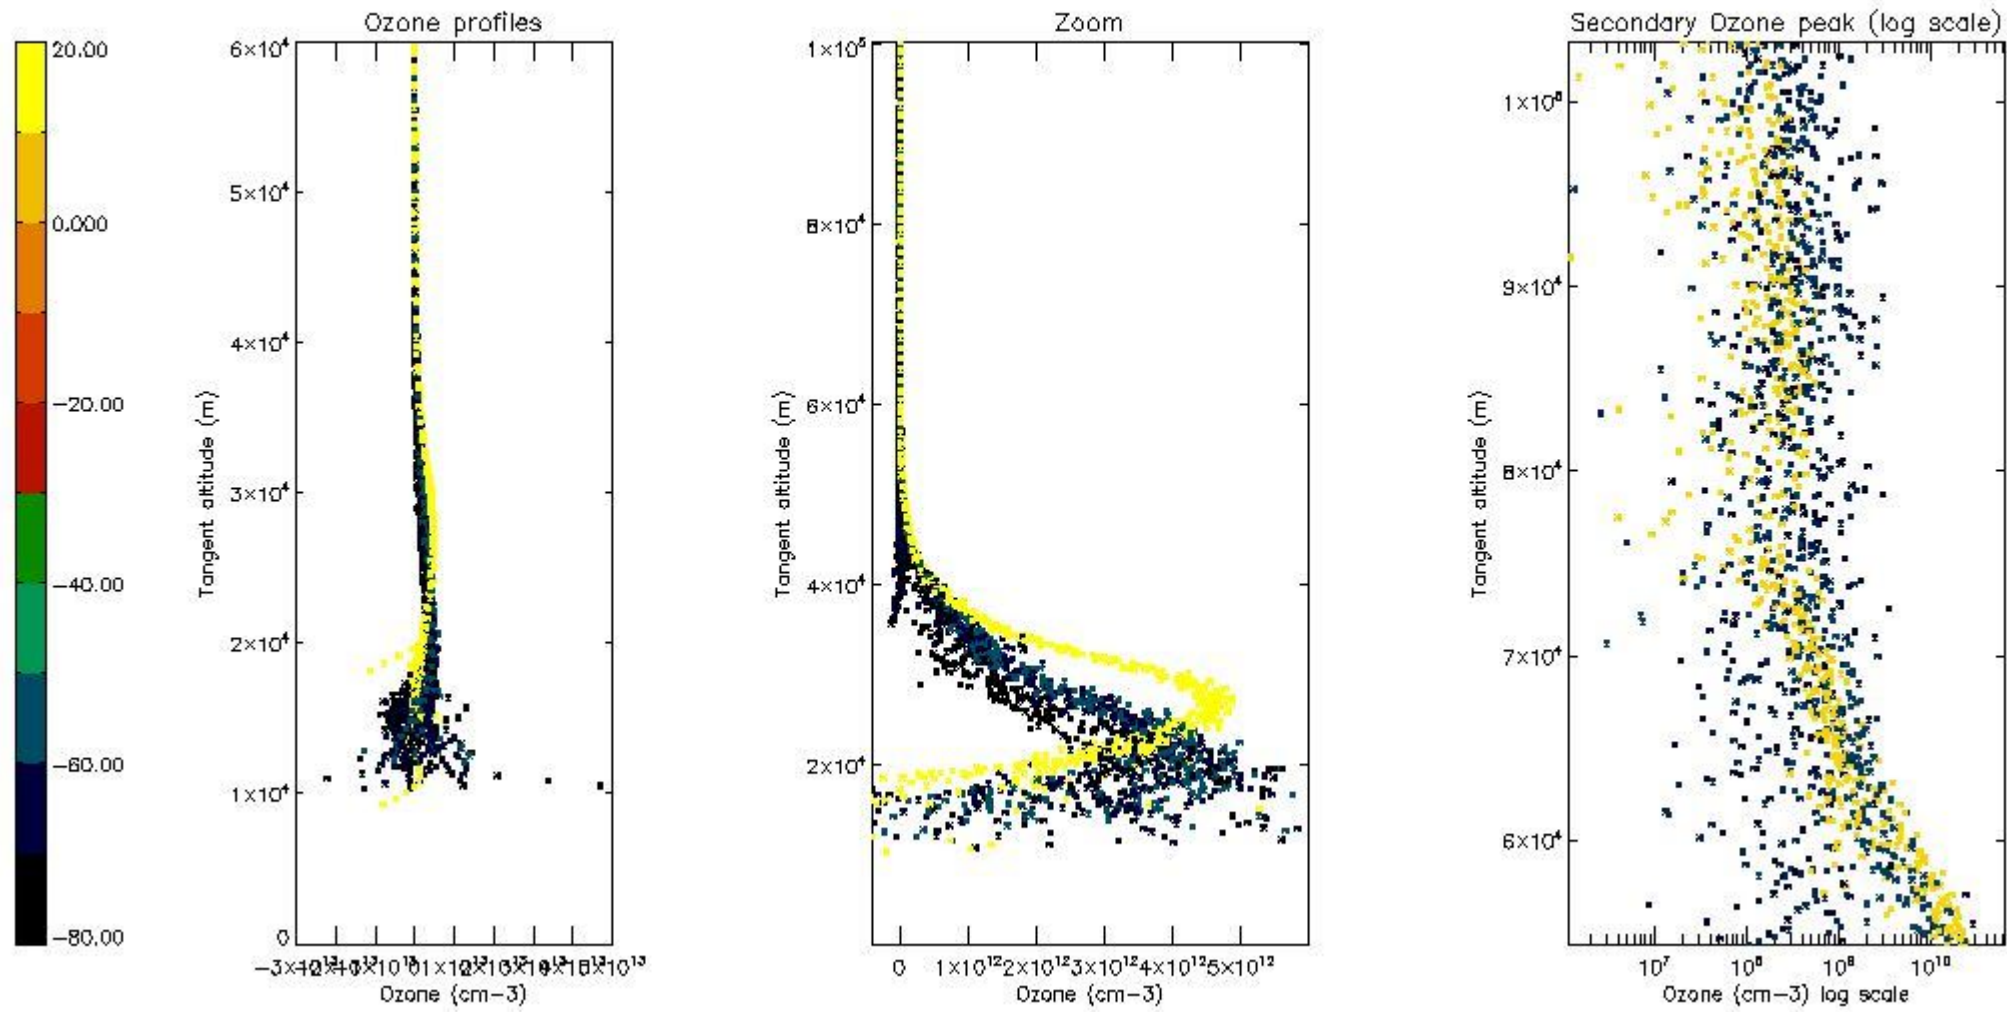 Ozone profiles
Zoom
Secondary Ozone peak (log scale)
20.00
0.000
−20.00
−40.00
−60.00
−80.00
6×10⁴
5×10⁴
4×10⁴
3×10⁴
2×10⁴
1×10⁴
0
Tangent altitude (m)
Ozone (cm−3)
1×10⁵
8×10⁴
6×10⁴
4×10⁴
2×10⁴
Tangent altitude (m)
0 1×10¹² 2×10¹² 3×10¹² 4×10¹² 5×10¹²
Ozone (cm−3)
1×10⁵
9×10⁴
8×10⁴
7×10⁴
6×10⁴
Tangent altitude (m)
10⁷ 10⁸ 10⁹ 10¹⁰
Ozone (cm−3) log scale